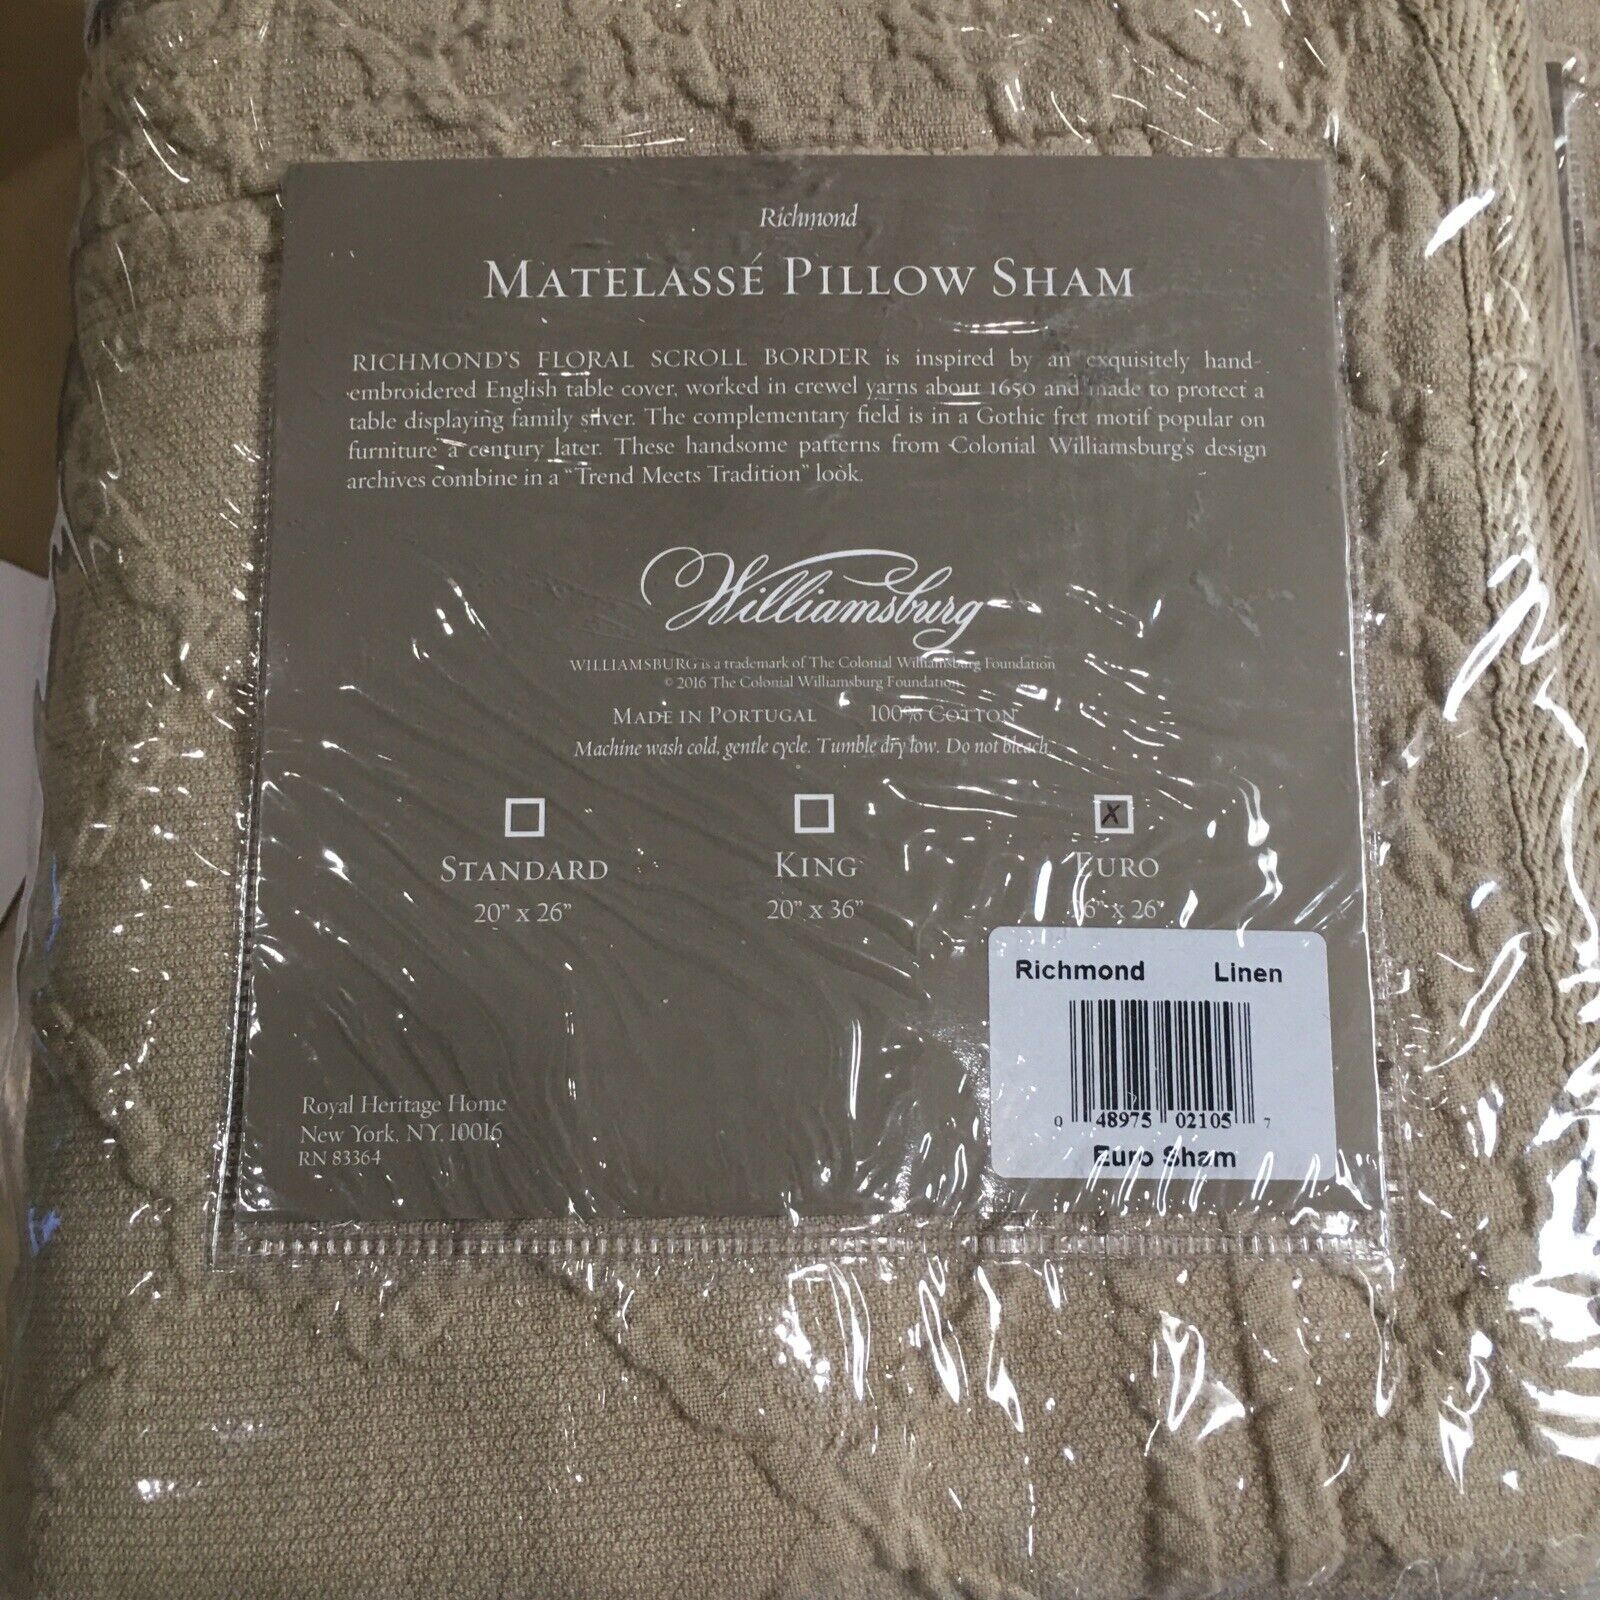 Richmond
MATELASSÉ PILLOW SHAM
RICHMOND'S FLORAL SCROLL BORDER is inspired by an exquisitely hand-
embroidered English table cover, worked in crewel yarns about 1650 and made to protect a
table displaying family silver. The complementary field is in a Gothic fret motif popular on
furniture a century later. These handsome patterns from Colonial Williamsburg's design
archives combine in a "Trend Meets Tradition" look.
Williamsburg
WILLIAMSBURG is a trademark of The Colonial Williamsburg Foundation
© 2016 The Colonial Williamsburg Foundation
MADE IN PORTUGAL 100% COTTON
Machine wash cold, gentle cycle. Tumble dry low. Do not bleach.
X
STANDARD KING EURO
20" x 26" 20" x 36" 26" x 26"
Richmond Linen
0 48975 02105 7
Euro Sham
Royal Heritage Home
New York, NY, 10016
RN 83364